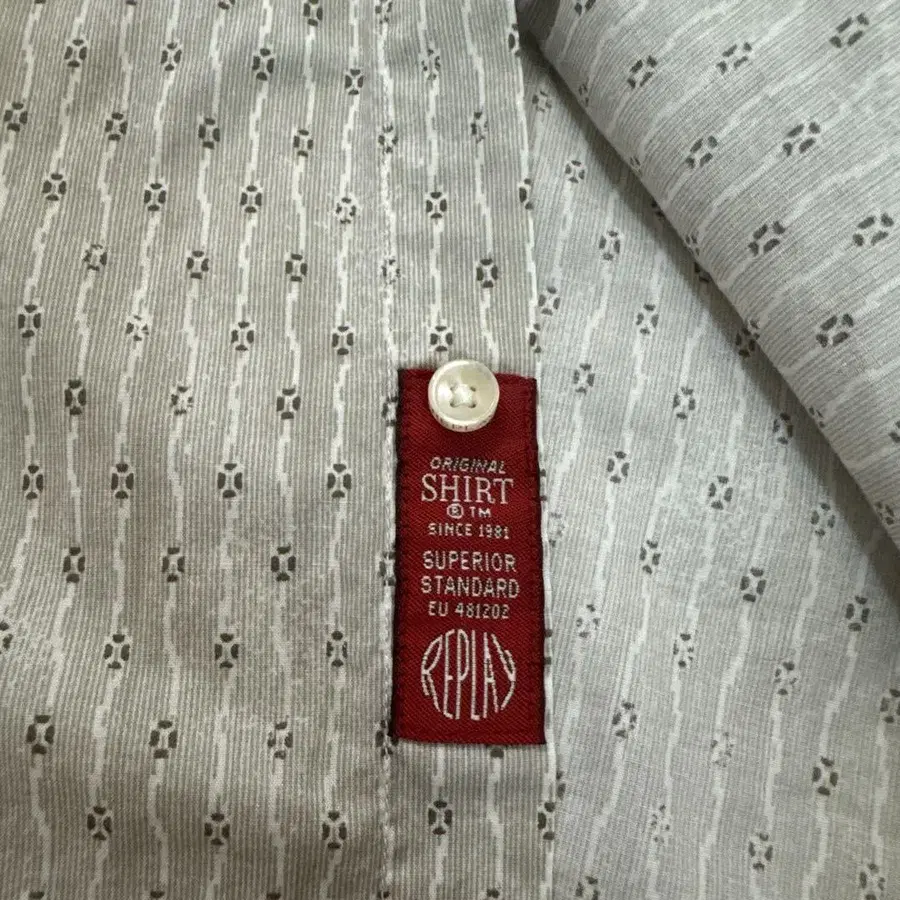 ORIGINAL
SHIRT
® TM
SINCE 1981
SUPERIOR
STANDARD
EU 481202
REPLAY